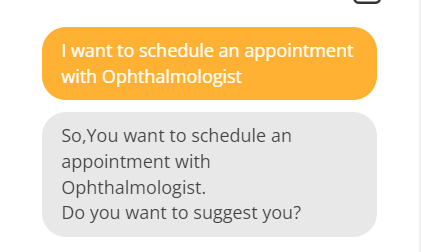 I want to schedule an appointment
with Ophthalmologist
So,You want to schedule an
appointment with
Ophthalmologist.
Do you want to suggest you?